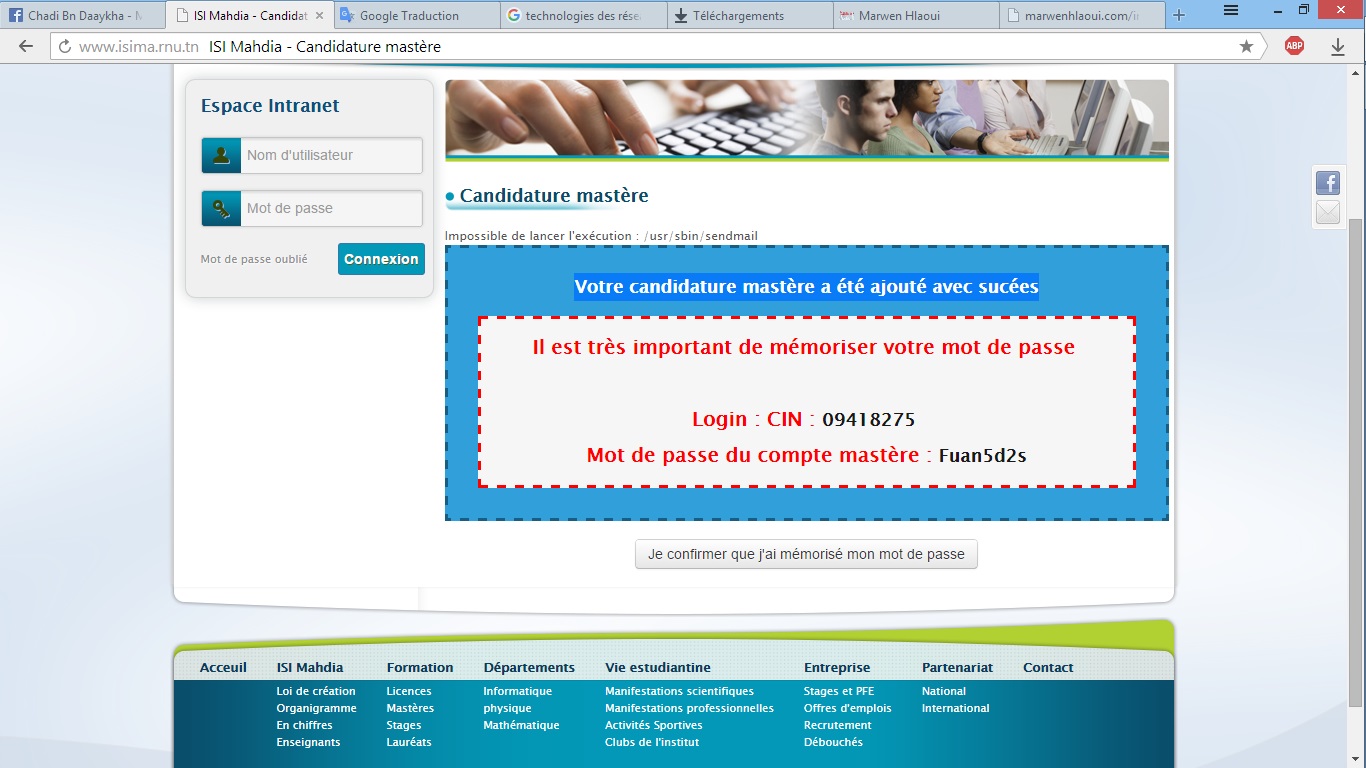 Chadi Bn Daaykha - M
ISI Mahdia - Candidat
Google Traduction
technologies des rése
Téléchargements
Marwen Hlaoui
marwenhlaoui.com/i
www.isima.rnu.tn ISI Mahdia - Candidature mastère
ABP
Espace Intranet
Nom d'utilisateur
Mot de passe
Mot de passe oublié
Connexion
Candidature mastère
Impossible de lancer l'exécution : /usr/sbin/sendmail
Votre candidature mastère a été ajouté avec sucées
Il est très important de mémoriser votre mot de passe
Login : CIN : 09418275
Mot de passe du compte mastère : Fuan5d2s
Je confirmer que j'ai mémorisé mon mot de passe
Acceuil ISI Mahdia Formation Départements Vie estudiantine Entreprise Partenariat Contact
Loi de création Licences Informatique Manifestations scientifiques Stages et PFE National
Organigramme Mastères physique Manifestations professionnelles Offres d'emplois International
En chiffres Stages Mathématique Activités Sportives Recrutement
Enseignants Lauréats Clubs de l'institut Débouchés